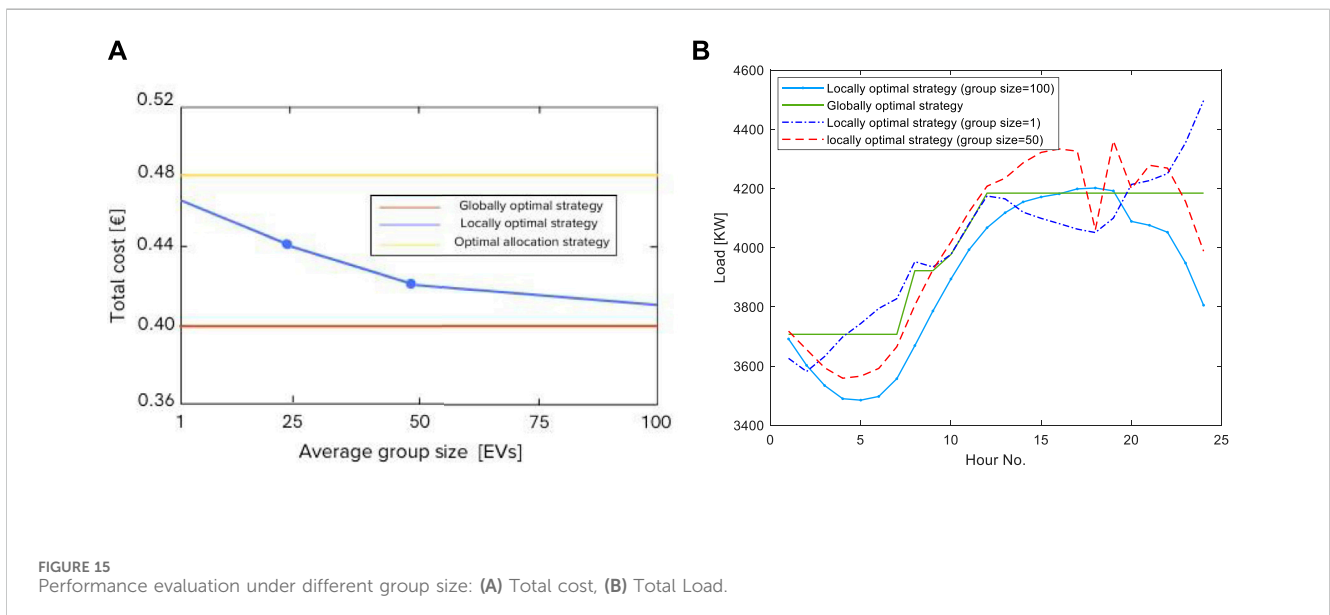 A
0.52
0.48
0.44
0.40
0.36
Total cost [€]
Globally optimal strategy
Locally optimal strategy
Optimal allocation strategy
1
25
50
75
100
Average group size [EVs]
B
4600
4400
4200
4000
3800
3600
3400
Load [KW]
Locally optimal strategy (group size=100)
Globally optimal strategy
Locally optimal strategy (group size=1)
locally optimal strategy (group size=50)
0
5
10
15
20
25
Hour No.
FIGURE 15
Performance evaluation under different group size: (A) Total cost, (B) Total Load.